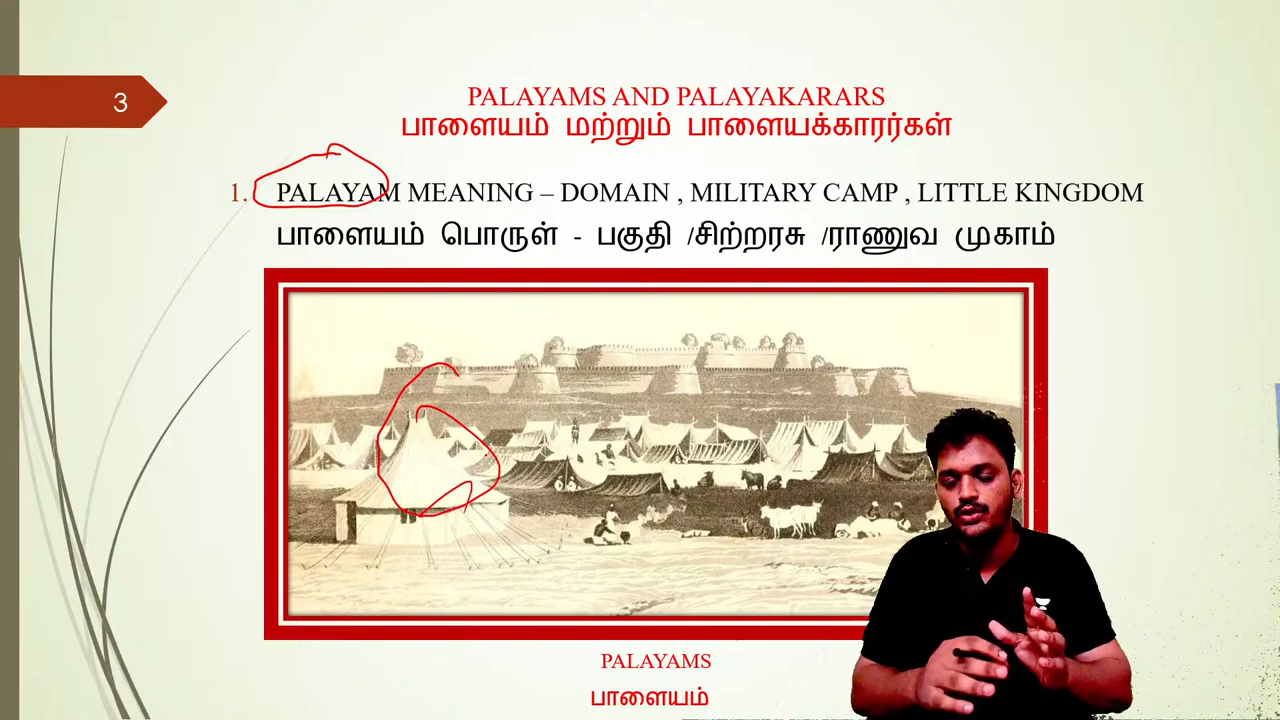 3
PALAYAMS AND PALAYAKARARS
பாளையம் மற்றும் பாளையக்காரர்கள்
1. PALAYAM MEANING – DOMAIN , MILITARY CAMP , LITTLE KINGDOM
பாளையம் பொருள் - பகுதி /சிற்றரசு /ராணுவ முகாம்
PALAYAMS
பாளையம்